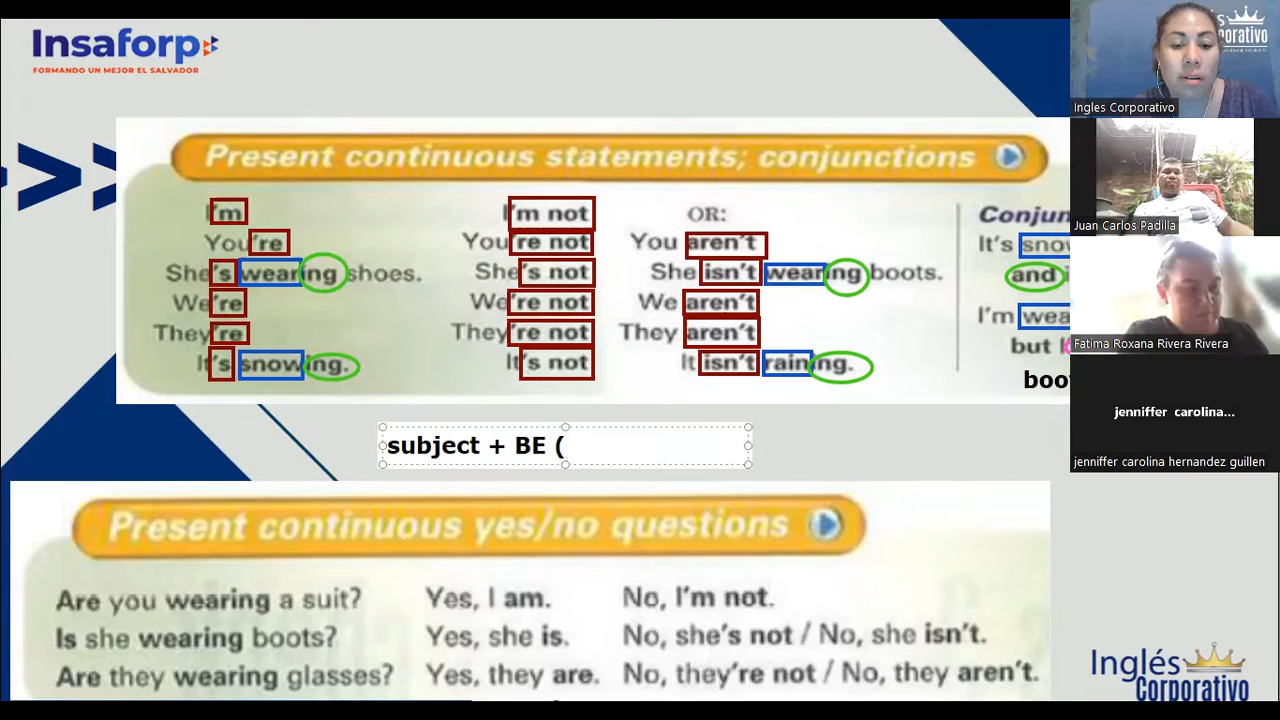 Insaforp
FORMANDO UN MEJOR EL SALVADOR
Present continuous statements; conjunctions
I'm I'm not OR: Conjun
You're You're not You aren't It's snow
She's wearing shoes. She's not She isn't wearing boots. and i
We're We're not We aren't I'm wea
They're They're not They aren't but I
It's snowing. It's not It isn't raining. boo
subject + BE (
Present continuous yes/no questions
Are you wearing a suit? Yes, I am. No, I'm not.
Is she wearing boots? Yes, she is. No, she's not / No, she isn't.
Are they wearing glasses? Yes, they are. No, they're not / No, they aren't.
Inglés
Corporativo
Ingles Corporativo
Juan Carlos Padilla
Fatima Roxana Rivera Rivera
jenniffer carolina...
jenniffer carolina hernandez guillen